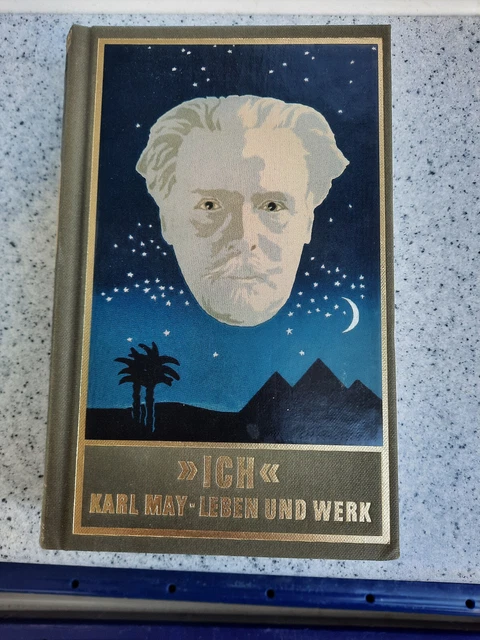 »ICH«
KARL MAY · LEBEN UND WERK